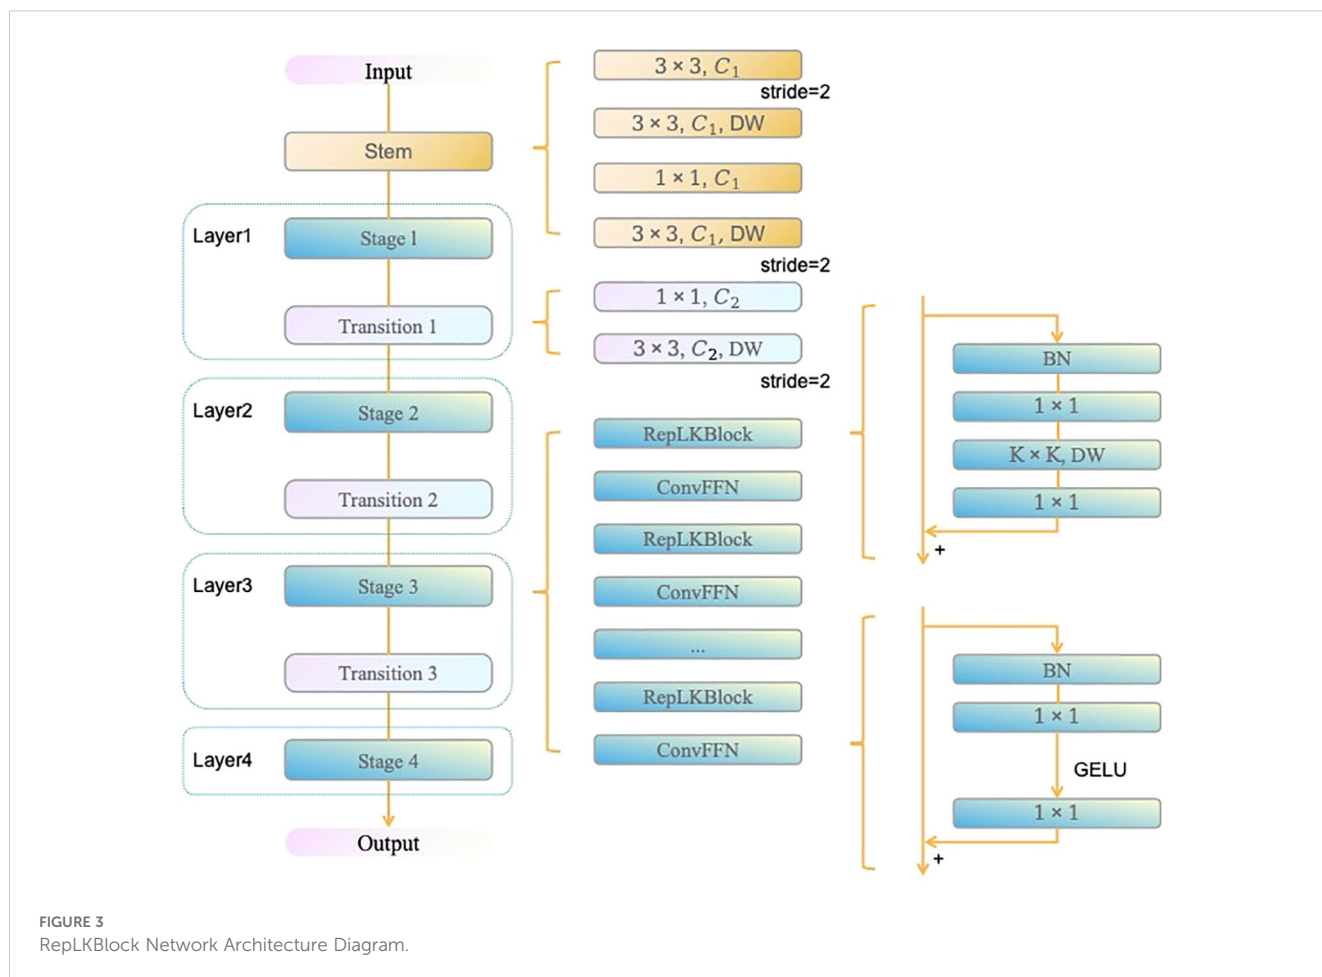 Input
Stem
Layer1
Stage 1
Transition 1
Layer2
Stage 2
Transition 2
Layer3
Stage 3
Transition 3
Layer4
Stage 4
Output
3 × 3, C₁
stride=2
3 × 3, C₁, DW
1 × 1, C₁
3 × 3, C₁, DW
stride=2
1 × 1, C₂
3 × 3, C₂, DW
stride=2
RepLKBlock
ConvFFN
RepLKBlock
ConvFFN
...
RepLKBlock
ConvFFN
BN
1 × 1
K × K, DW
1 × 1
+
BN
1 × 1
GELU
1 × 1
+
FIGURE 3
RepLKBlock Network Architecture Diagram.